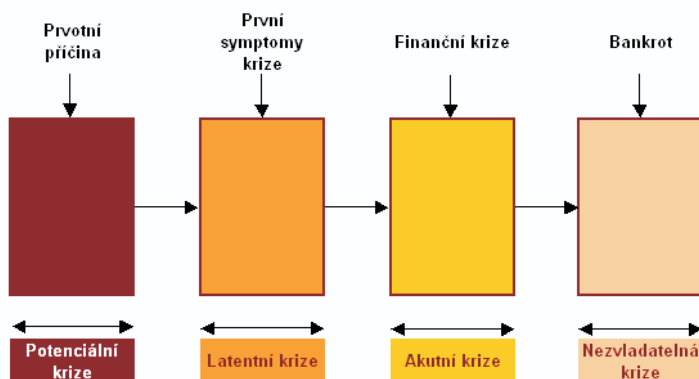 Prvotní
příčina
První
symptomy
krize
Finanční krize
Bankrot
Potenciální
krize
Latentní krize
Akutní krize
Nezvladatelná
krize